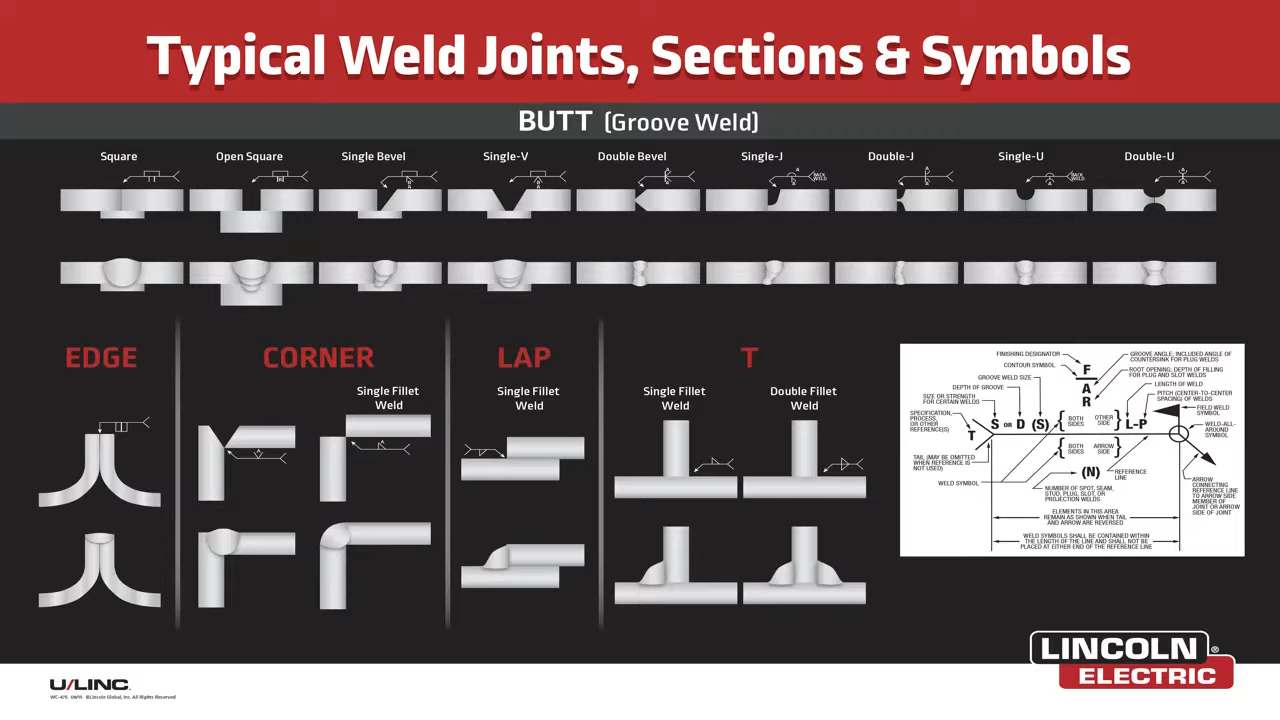 Typical Weld Joints, Sections & Symbols
BUTT (Groove Weld)
Square
Open Square
Single Bevel
Single-V
Double Bevel
Single-J
Double-J
Single-U
Double-U
BACK
WELD
BACK
WELD
EDGE
CORNER
LAP
T
Single Fillet
Weld
Single Fillet
Weld
Single Fillet
Weld
Double Fillet
Weld
FINISHING DESIGNATOR
CONTOUR SYMBOL
GROOVE WELD SIZE
DEPTH OF GROOVE
SIZE OR STRENGTH
FOR CERTAIN WELDS
SPECIFICATION,
PROCESS,
OR OTHER
REFERENCE(S)
TAIL (MAY BE OMITTED
WHEN REFERENCE IS
NOT USED)
WELD SYMBOL
F
A
R
T
S OR D (S)
BOTH
SIDES
OTHER
SIDE
L-P
BOTH
SIDES
ARROW
SIDE
(N)
GROOVE ANGLE; INCLUDED ANGLE OF
COUNTERSINK FOR PLUG WELDS
ROOT OPENING; DEPTH OF FILLING
FOR PLUG AND SLOT WELDS
LENGTH OF WELD
PITCH (CENTER-TO-CENTER
SPACING) OF WELDS
FIELD WELD
SYMBOL
WELD-ALL-
AROUND
SYMBOL
REFERENCE
LINE
ARROW
CONNECTING
REFERENCE LINE
TO ARROW SIDE
MEMBER OF
JOINT OR ARROW
SIDE OF JOINT
NUMBER OF SPOT, SEAM,
STUD, PLUG, SLOT, OR
PROJECTION WELDS
ELEMENTS IN THIS AREA
REMAIN AS SHOWN WHEN TAIL
AND ARROW ARE REVERSED
WELD SYMBOLS SHALL BE CONTAINED WITHIN
THE LENGTH OF THE LINE AND SHALL NOT BE
PLACED AT EITHER END OF THE REFERENCE LINE
LINCOLN ®
ELECTRIC
U/LINC
©Lincoln Global, Inc. All Rights Reserved